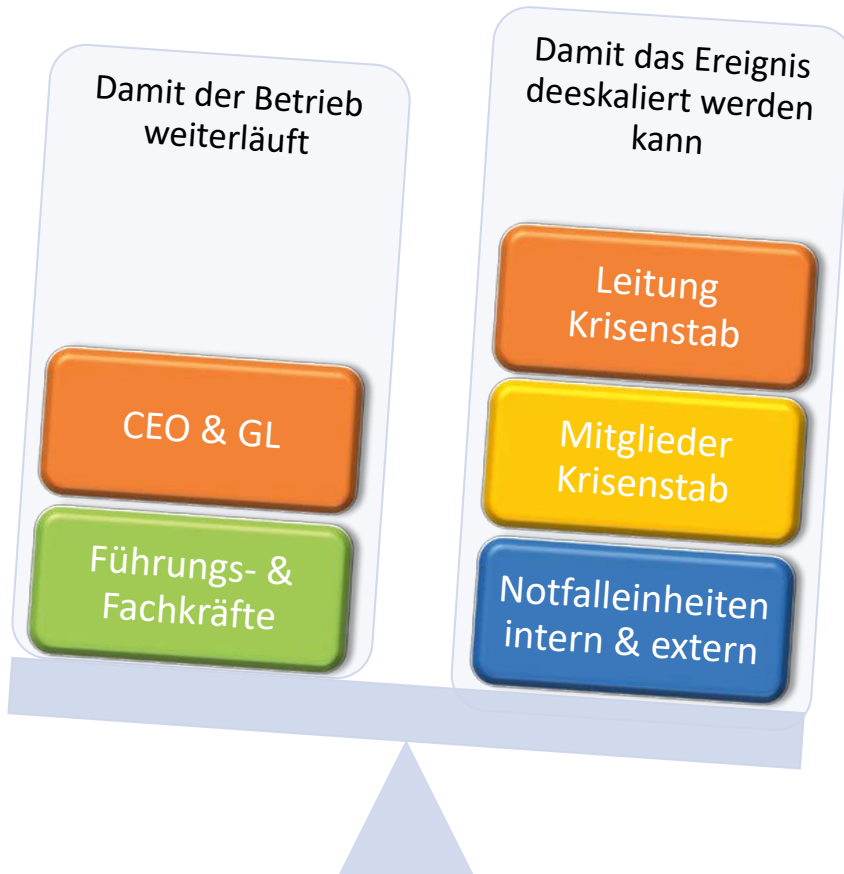 Damit der Betrieb
weiterläuft
CEO & GL
Führungs- &
Fachkräfte
Damit das Ereignis
deeskaliert werden
kann
Leitung
Krisenstab
Mitglieder
Krisenstab
Notfalleinheiten
intern & extern